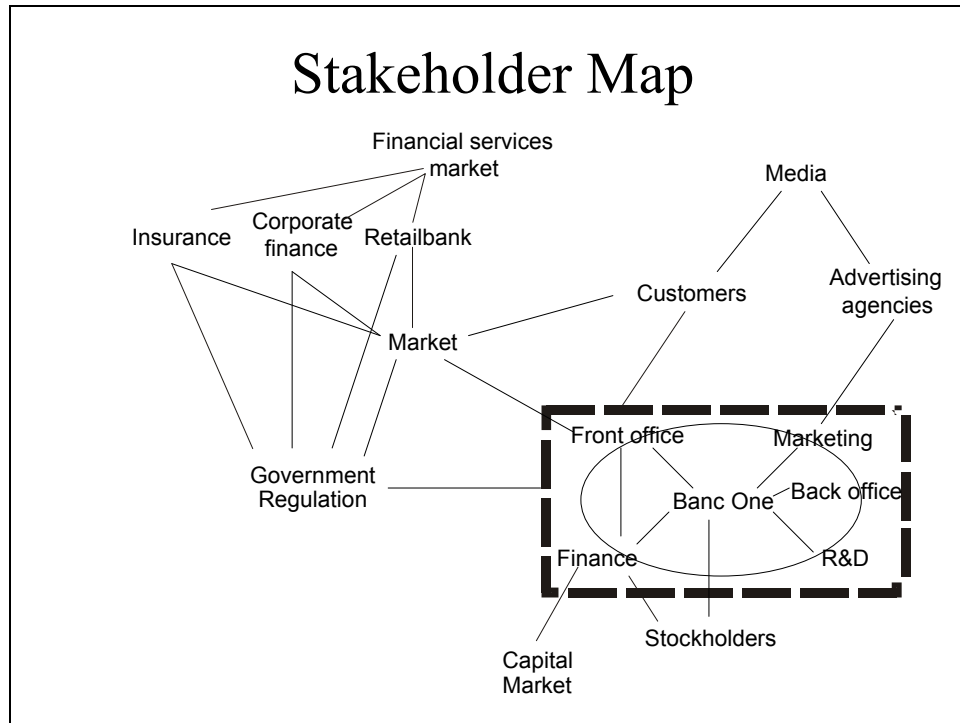 Stakeholder Map
Financial services
market
Media
Insurance
Corporate
finance
Retailbank
Customers
Advertising
agencies
Market
Front office
Marketing
Government
Regulation
Banc One
Back office
Finance
R&D
Stockholders
Capital
Market